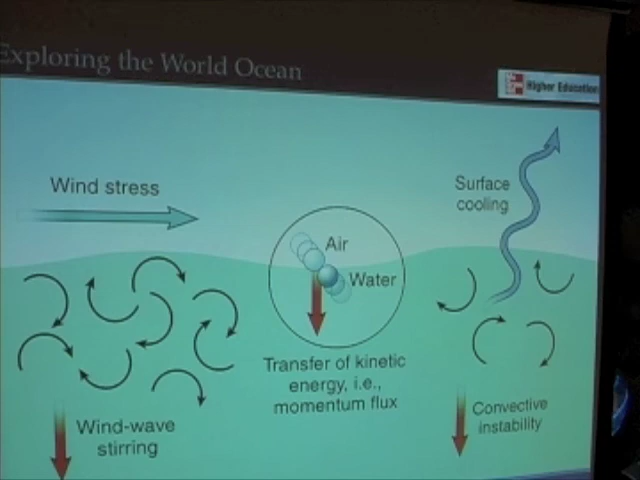 Exploring the World Ocean
Higher Education
Wind stress
Surface
cooling
Air
Water
Transfer of kinetic
energy, i.e.,
momentum flux
Wind-wave
stirring
Convective
instability